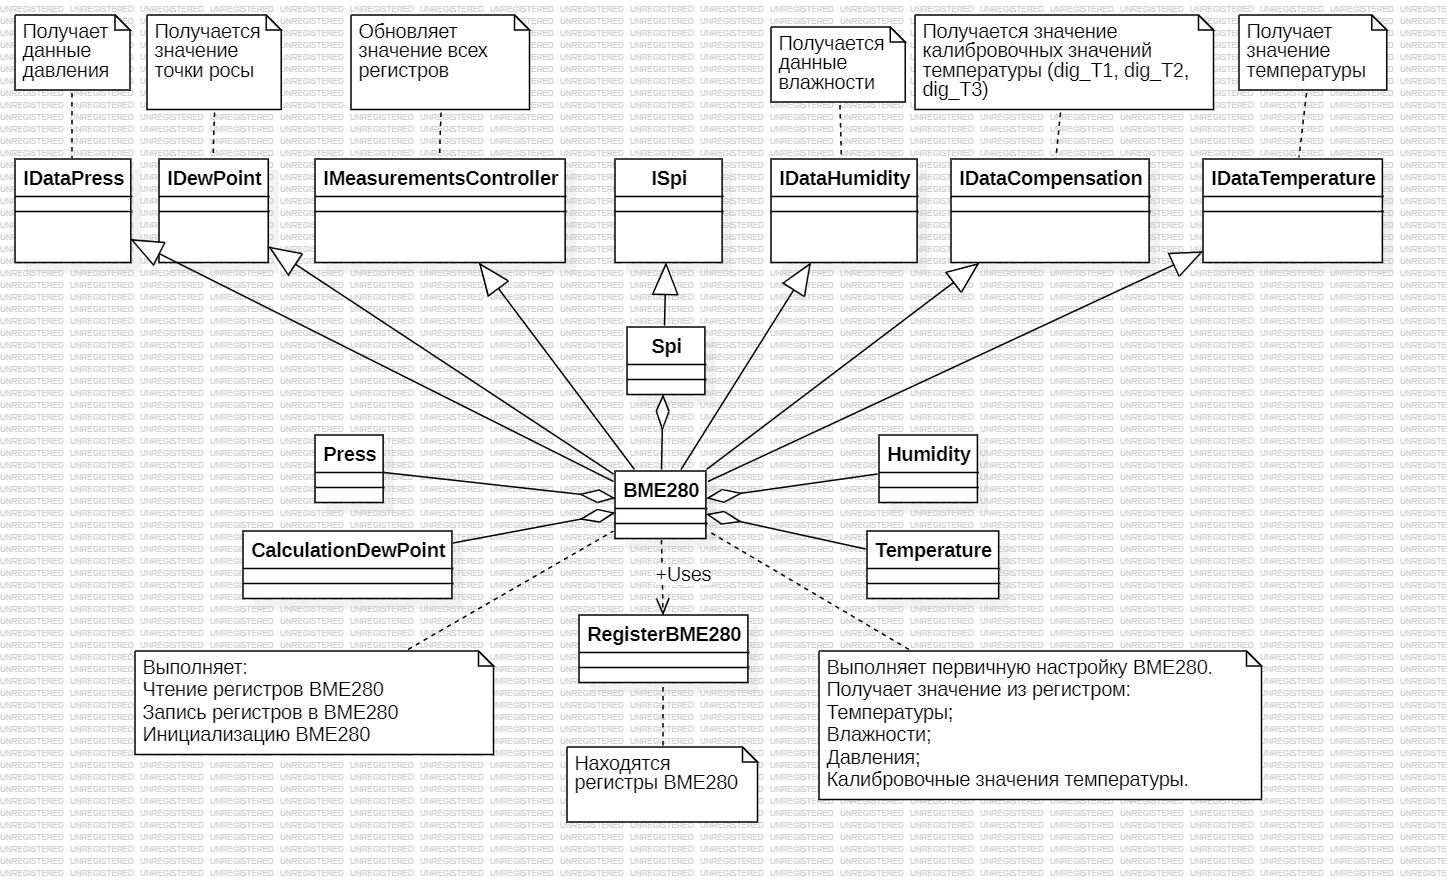 Получает
данные
давления
Получается
значение
точки росы
Обновляет
значение всех
регистров
Получается
данные
влажности
Получается значение
калибровочных значений
температуры (dig_T1, dig_T2,
dig_T3)
Получает
значение
температуры
IDataPress
IDewPoint
IMeasurementsController
ISpi
IDataHumidity
IDataCompensation
IDataTemperature
Spi
Press
Humidity
BME280
CalculationDewPoint
Temperature
+Uses
RegisterBME280
Выполняет:
Чтение регистров BME280
Запись регистров в BME280
Инициализацию BME280
Выполняет первичную настройку BME280.
Получает значение из регистром:
Температуры;
Влажности;
Давления;
Калибровочные значения температуры.
Находятся
регистры BME280
UNREGISTERED